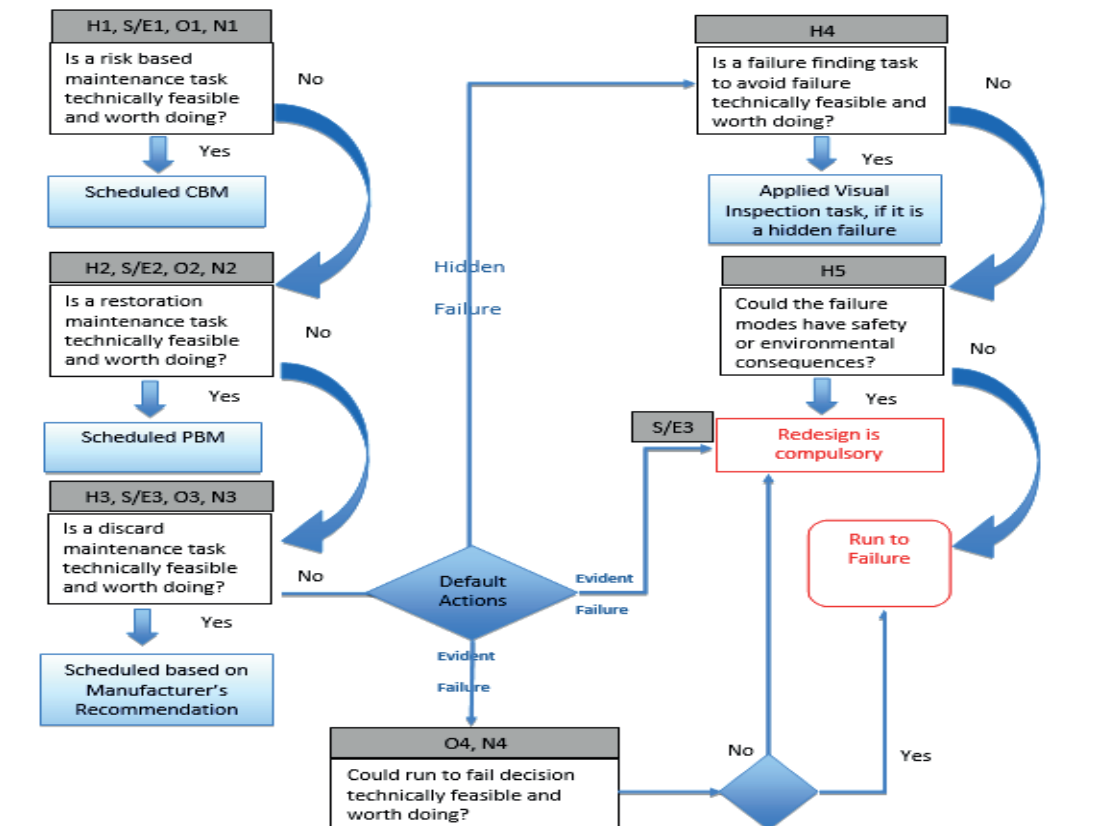 H1, S/E1, O1, N1
Is a risk based
maintenance task
technically feasible
and worth doing?
No
Yes
Scheduled CBM
H2, S/E2, O2, N2
Is a restoration
maintenance task
technically feasible
and worth doing?
No
Yes
Scheduled PBM
H3, S/E3, O3, N3
Is a discard
maintenance task
technically feasible
and worth doing?
No
Yes
Scheduled based on
Manufacturer's
Recommendation
Hidden
Failure
Default
Actions
Evident
Failure
Evident
Failure
O4, N4
Could run to fail decision
technically feasible and
worth doing?
No
Yes
H4
Is a failure finding task
to avoid failure
technically feasible and
worth doing?
No
Yes
Applied Visual
Inspection task, if it is
a hidden failure
H5
Could the failure
modes have safety
or environmental
consequences?
No
Yes
S/E3
Redesign is
compulsory
Run to
Failure